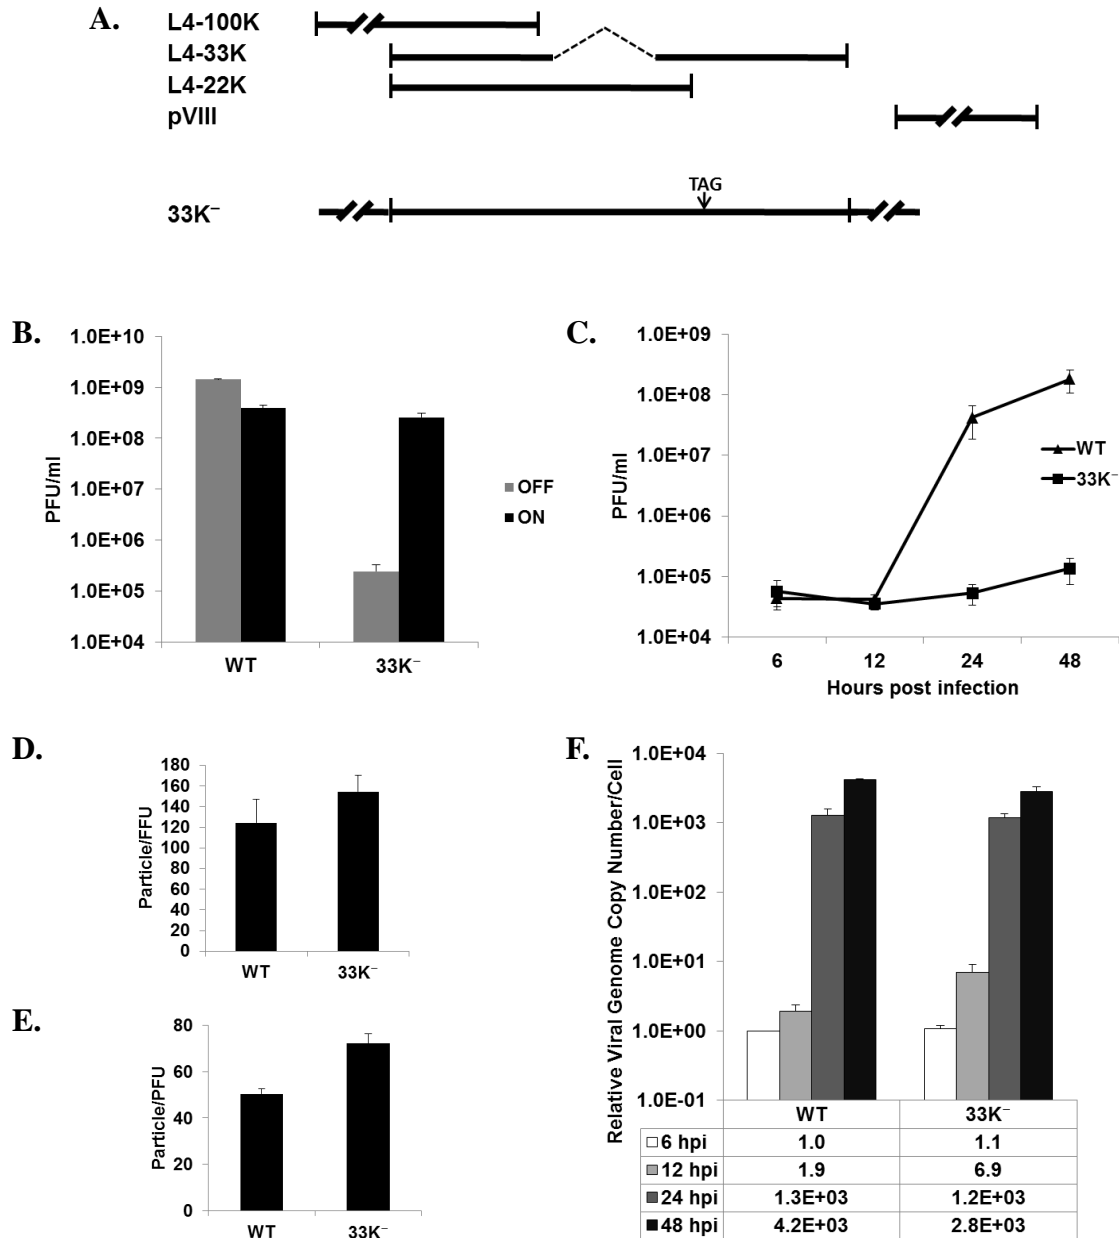 A.
L4-100K
L4-33K
L4-22K
pVIII
TAG
33K⁻
B.
PFU/ml
1.0E+10
1.0E+09
1.0E+08
1.0E+07
1.0E+06
1.0E+05
1.0E+04
WT
33K⁻
OFF
ON
C.
PFU/ml
1.0E+09
1.0E+08
1.0E+07
1.0E+06
1.0E+05
1.0E+04
6 12 24 48
Hours post infection
WT
33K⁻
D.
Particle/FFU
180
160
140
120
100
80
60
40
20
0
WT
33K⁻
E.
Particle/PFU
80
60
40
20
0
WT
33K⁻
F.
Relative Viral Genome Copy Number/Cell
1.0E+04
1.0E+03
1.0E+02
1.0E+01
1.0E+00
1.0E-01
WT 33K⁻
6 hpi 1.0 1.1
12 hpi 1.9 6.9
24 hpi 1.3E+03 1.2E+03
48 hpi 4.2E+03 2.8E+03